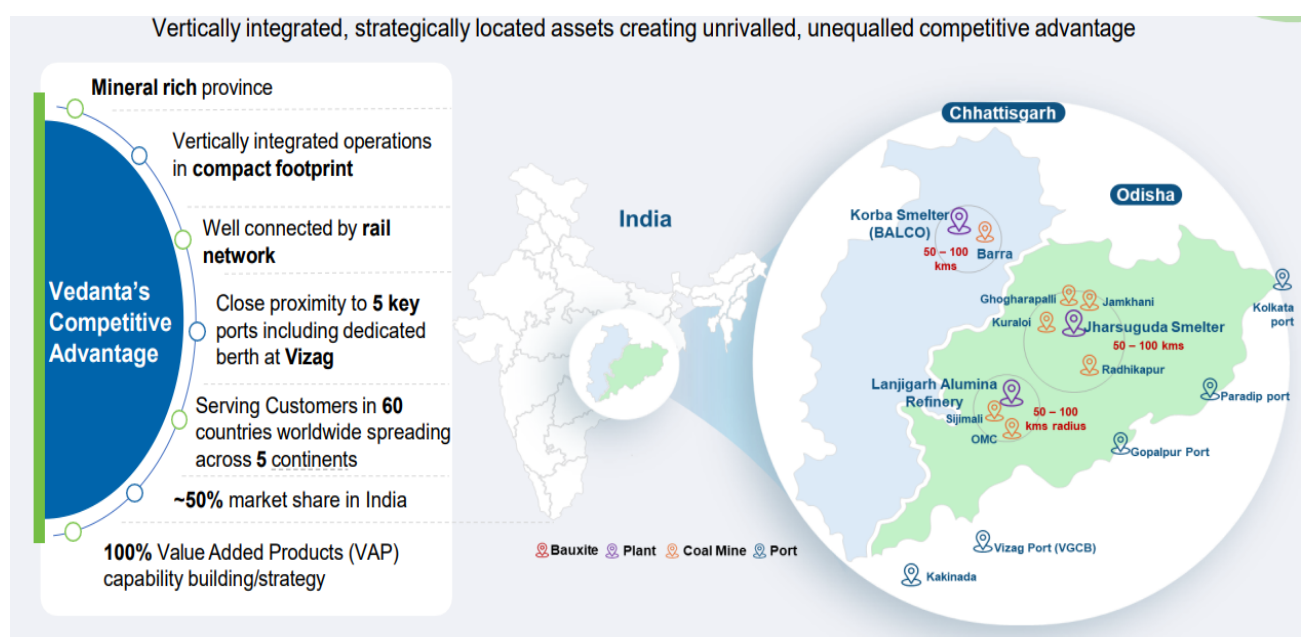 Vertically integrated, strategically located assets creating unrivalled, unequalled competitive advantage
Vedanta's
Competitive
Advantage
Mineral rich province
Vertically integrated operations
in compact footprint
Well connected by rail
network
Close proximity to 5 key
ports including dedicated
berth at Vizag
Serving Customers in 60
countries worldwide spreading
across 5 continents
~50% market share in India
100% Value Added Products (VAP)
capability building/strategy
India
Chhattisgarh
Odisha
Korba Smelter
(BALCO)
50 – 100
kms
Barra
Ghogharapalli
Jamkhani
Kuraloi
Jharsuguda Smelter
50 – 100 kms
Radhikapur
Kolkata
port
Lanjigarh Alumina
Refinery
50 – 100
kms radius
Sijimali
OMC
Paradip port
Gopalpur Port
Vizag Port (VGCB)
Kakinada
Bauxite
Plant
Coal Mine
Port